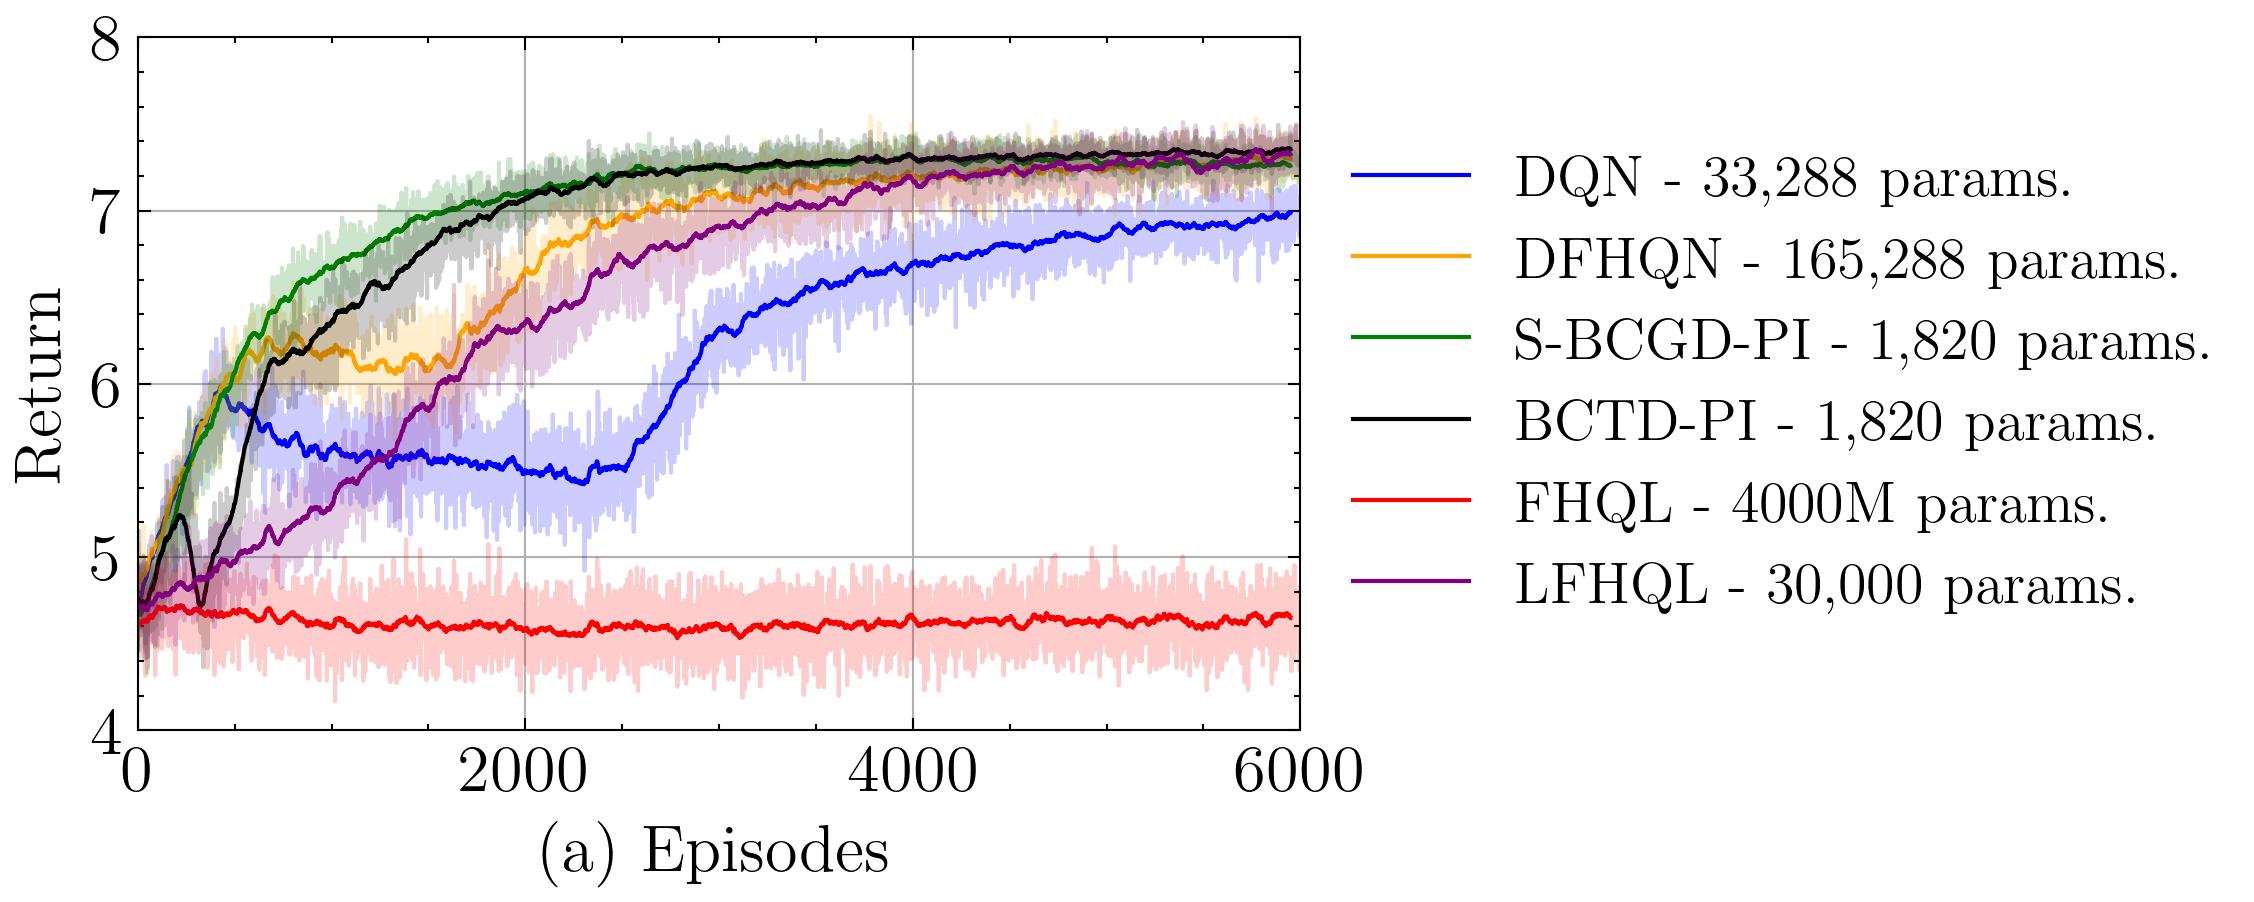 8
7
6
5
4
Return
0 2000 4000 6000
(a) Episodes
DQN - 33,288 params.
DFHQN - 165,288 params.
S-BCGD-PI - 1,820 params.
BCTD-PI - 1,820 params.
FHQL - 4000M params.
LFHQL - 30,000 params.